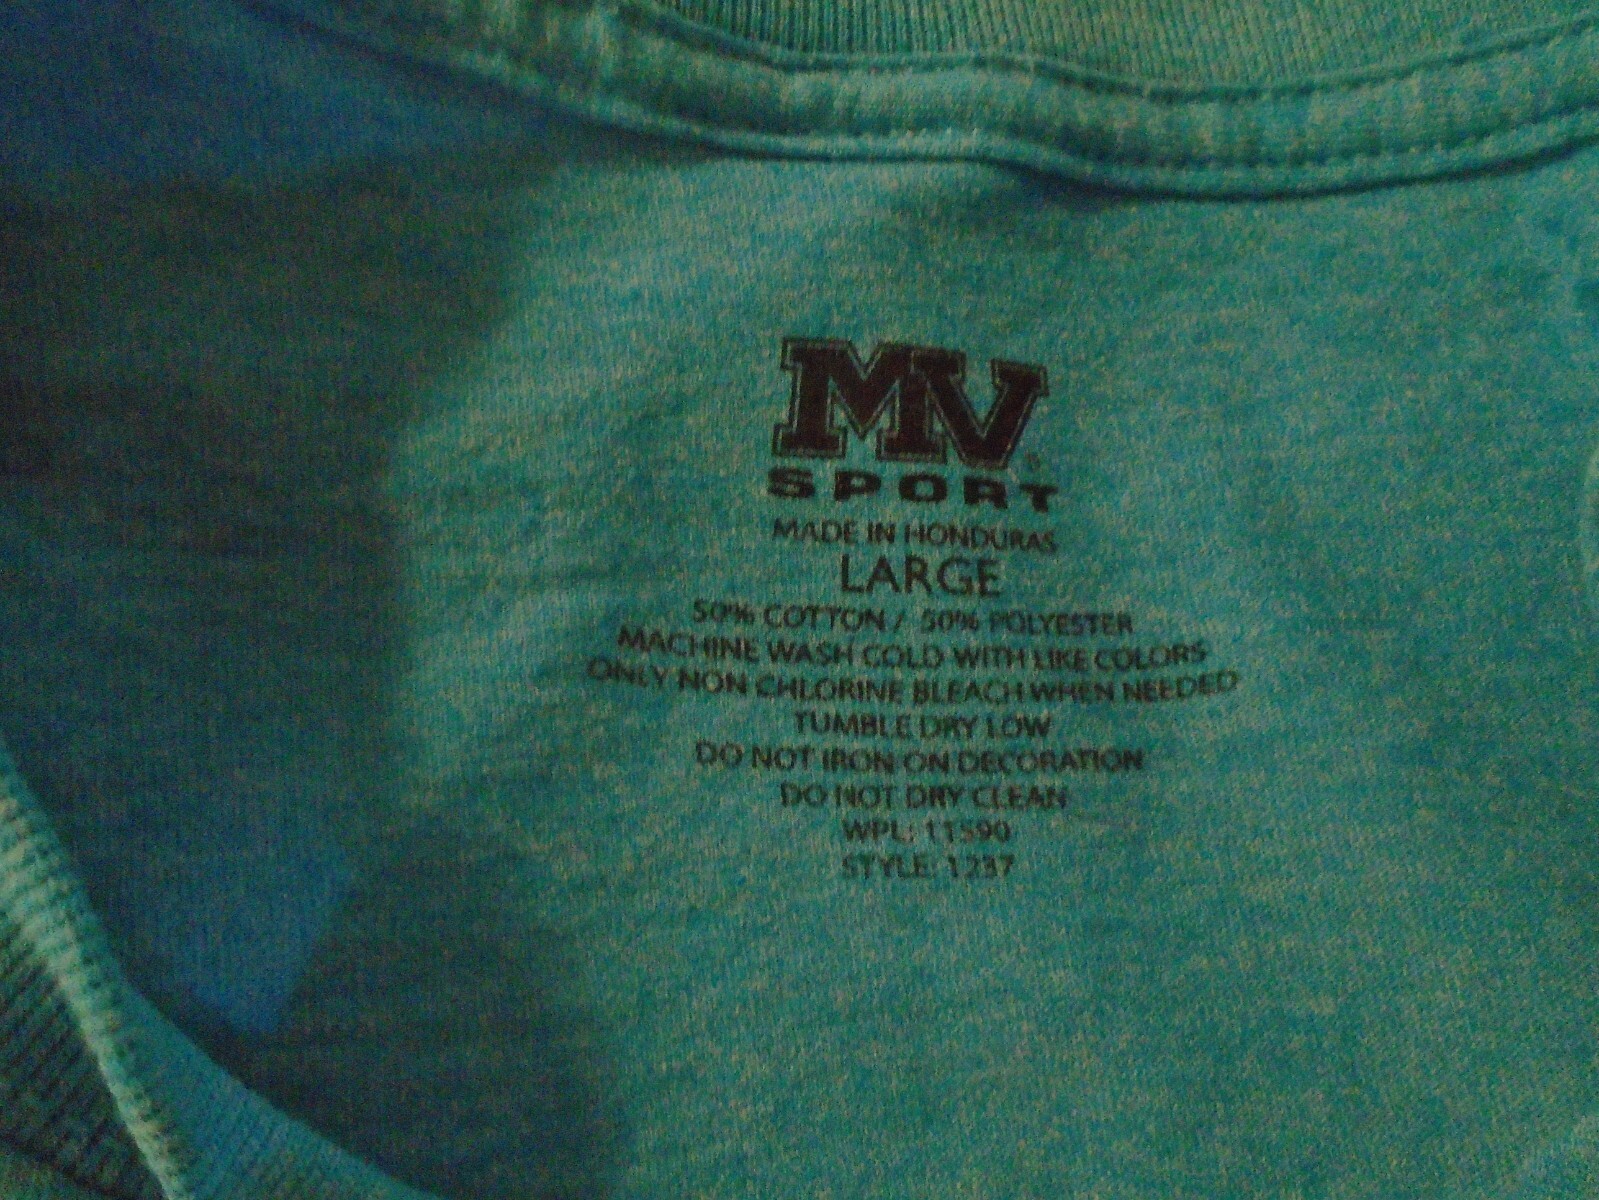 MV
SPORT
MADE IN HONDURAS
LARGE
50% COTTON / 50% POLYESTER
MACHINE WASH COLD WITH LIKE COLORS
ONLY NON CHLORINE BLEACH WHEN NEEDED
TUMBLE DRY LOW
DO NOT IRON ON DECORATION
DO NOT DRY CLEAN
WPL: 11590
STYLE: 1237